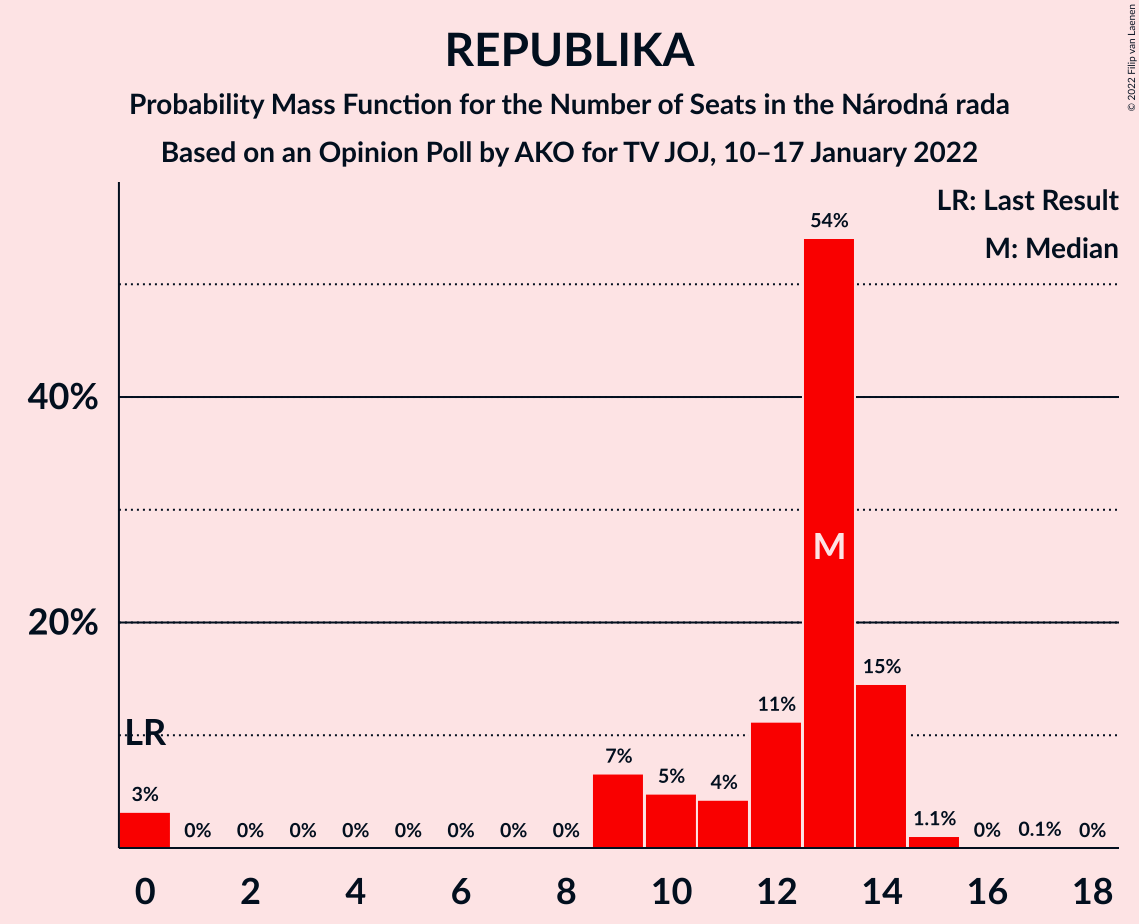 REPUBLIKA
Probability Mass Function for the Number of Seats in the Národná rada
Based on an Opinion Poll by AKO for TV JOJ, 10–17 January 2022
© 2022 Filip van Laenen
LR: Last Result
M: Median
54%
40%
M
20%
15%
11%
LR
7%
5%
4%
3%
0% 0% 0% 0% 0% 0% 0% 0% 1.1% 0% 0.1% 0%
0 2 4 6 8 10 12 14 16 18